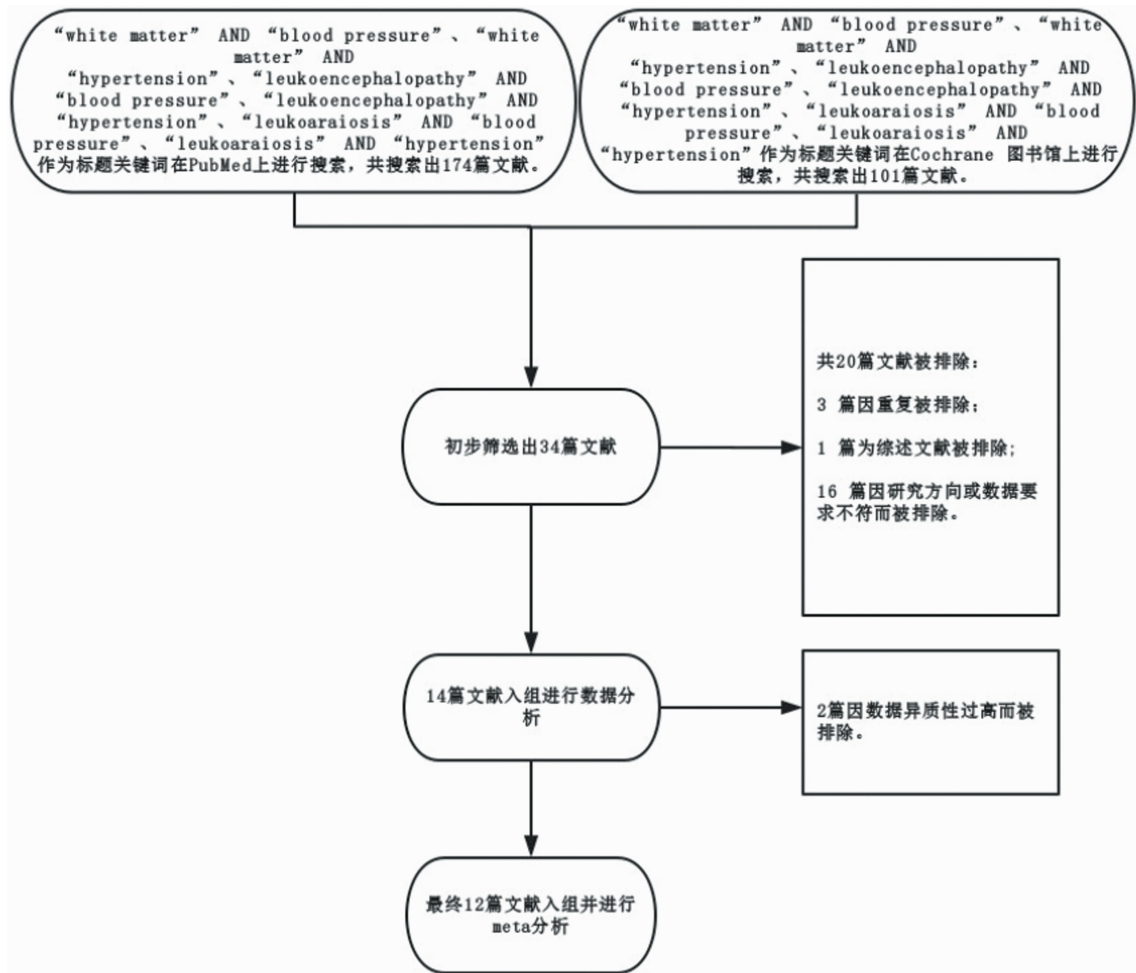 “white matter” AND “blood pressure”、“white
matter” AND
“hypertension”、“leukoencephalopathy” AND
“blood pressure”、“leukoencephalopathy” AND
“hypertension”、“leukoaraiosis” AND “blood
pressure”、“leukoaraiosis” AND “hypertension”
作为标题关键词在PubMed上进行搜索，共搜索出174篇文献。
“white matter” AND “blood pressure”、“white
matter” AND
“hypertension”、“leukoencephalopathy” AND
“blood pressure”、“leukoencephalopathy” AND
“hypertension”、“leukoaraiosis” AND “blood
pressure”、“leukoaraiosis” AND
“hypertension”作为标题关键词在Cochrane 图书馆上进行
搜索，共搜索出101篇文献。
初步筛选出34篇文献
共20篇文献被排除：
3 篇因重复被排除；
1 篇为综述文献被排除;
16 篇因研究方向或数据要
求不符而被排除。
14篇文献入组进行数据分
析
2篇因数据异质性过高而被
排除。
最终12篇文献入组并进行
meta分析